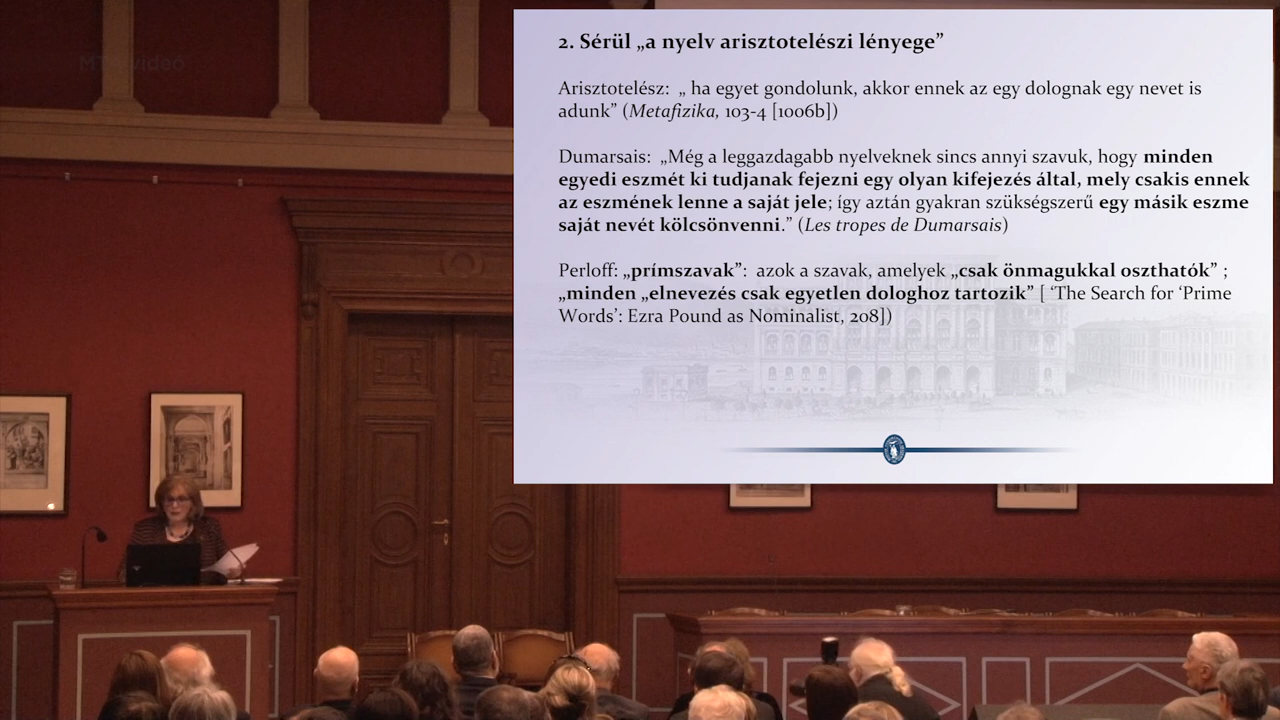 MTA videó
2. Sérül „a nyelv arisztotelészi lényege”
Arisztotelész: „ ha egyet gondolunk, akkor ennek az egy dolognak egy nevet is
adunk” (Metafizika, 103-4 [1006b])
Dumarsais: „Még a leggazdagabb nyelveknek sincs annyi szavuk, hogy minden
egyedi eszmét ki tudjanak fejezni egy olyan kifejezés által, mely csakis ennek
az eszmének lenne a saját jele; így aztán gyakran szükségszerű egy másik eszme
saját nevét kölcsönvenni.” (Les tropes de Dumarsais)
Perloff: „prímszavak”: azok a szavak, amelyek „csak önmagukkal oszthatók” ;
„minden „elnevezés csak egyetlen dologhoz tartozik” [ ‘The Search for ‘Prime
Words’: Ezra Pound as Nominalist, 208])